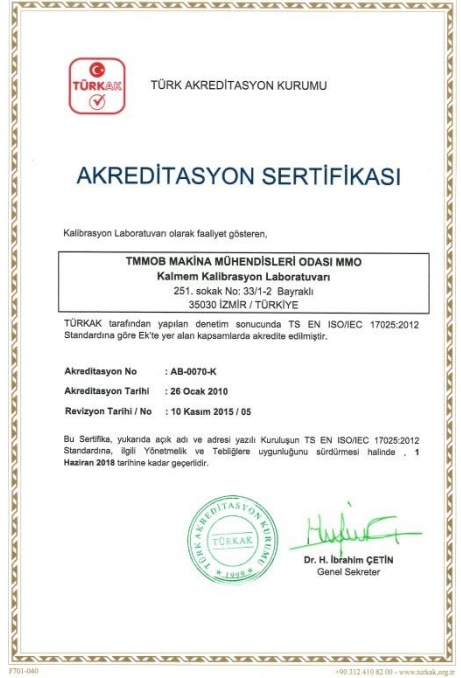 TÜRKAK
TÜRK AKREDİTASYON KURUMU
AKREDİTASYON SERTİFİKASI
Kalibrasyon Laboratuvarı olarak faaliyet gösteren,
TMMOB MAKİNA MÜHENDİSLERİ ODASI MMO
Kalmem Kalibrasyon Laboratuvarı
251. sokak No: 33/1-2 Bayraklı
35030 İZMİR / TÜRKİYE
TÜRKAK tarafından yapılan denetim sonucunda TS EN ISO/IEC 17025:2012
Standardına göre Ek'te yer alan kapsamlarda akredite edilmiştir.
Akreditasyon No : AB-0070-K
Akreditasyon Tarihi : 26 Ocak 2010
Revizyon Tarihi / No : 10 Kasım 2015 / 05
Bu Sertifika, yukarıda açık adı ve adresi yazılı Kuruluşun TS EN ISO/IEC 17025:2012
Standardına, ilgili Yönetmelik ve Tebliğlere uygunluğunu sürdürmesi halinde , 1
Haziran 2018 tarihine kadar geçerlidir.
TÜRK AKREDİTASYON KURUMU
TÜRKAK
* 1999 *
Dr. H. İbrahim ÇETİN
Genel Sekreter
F701-040
+90 312 410 82 00 - www.turkak.org.tr